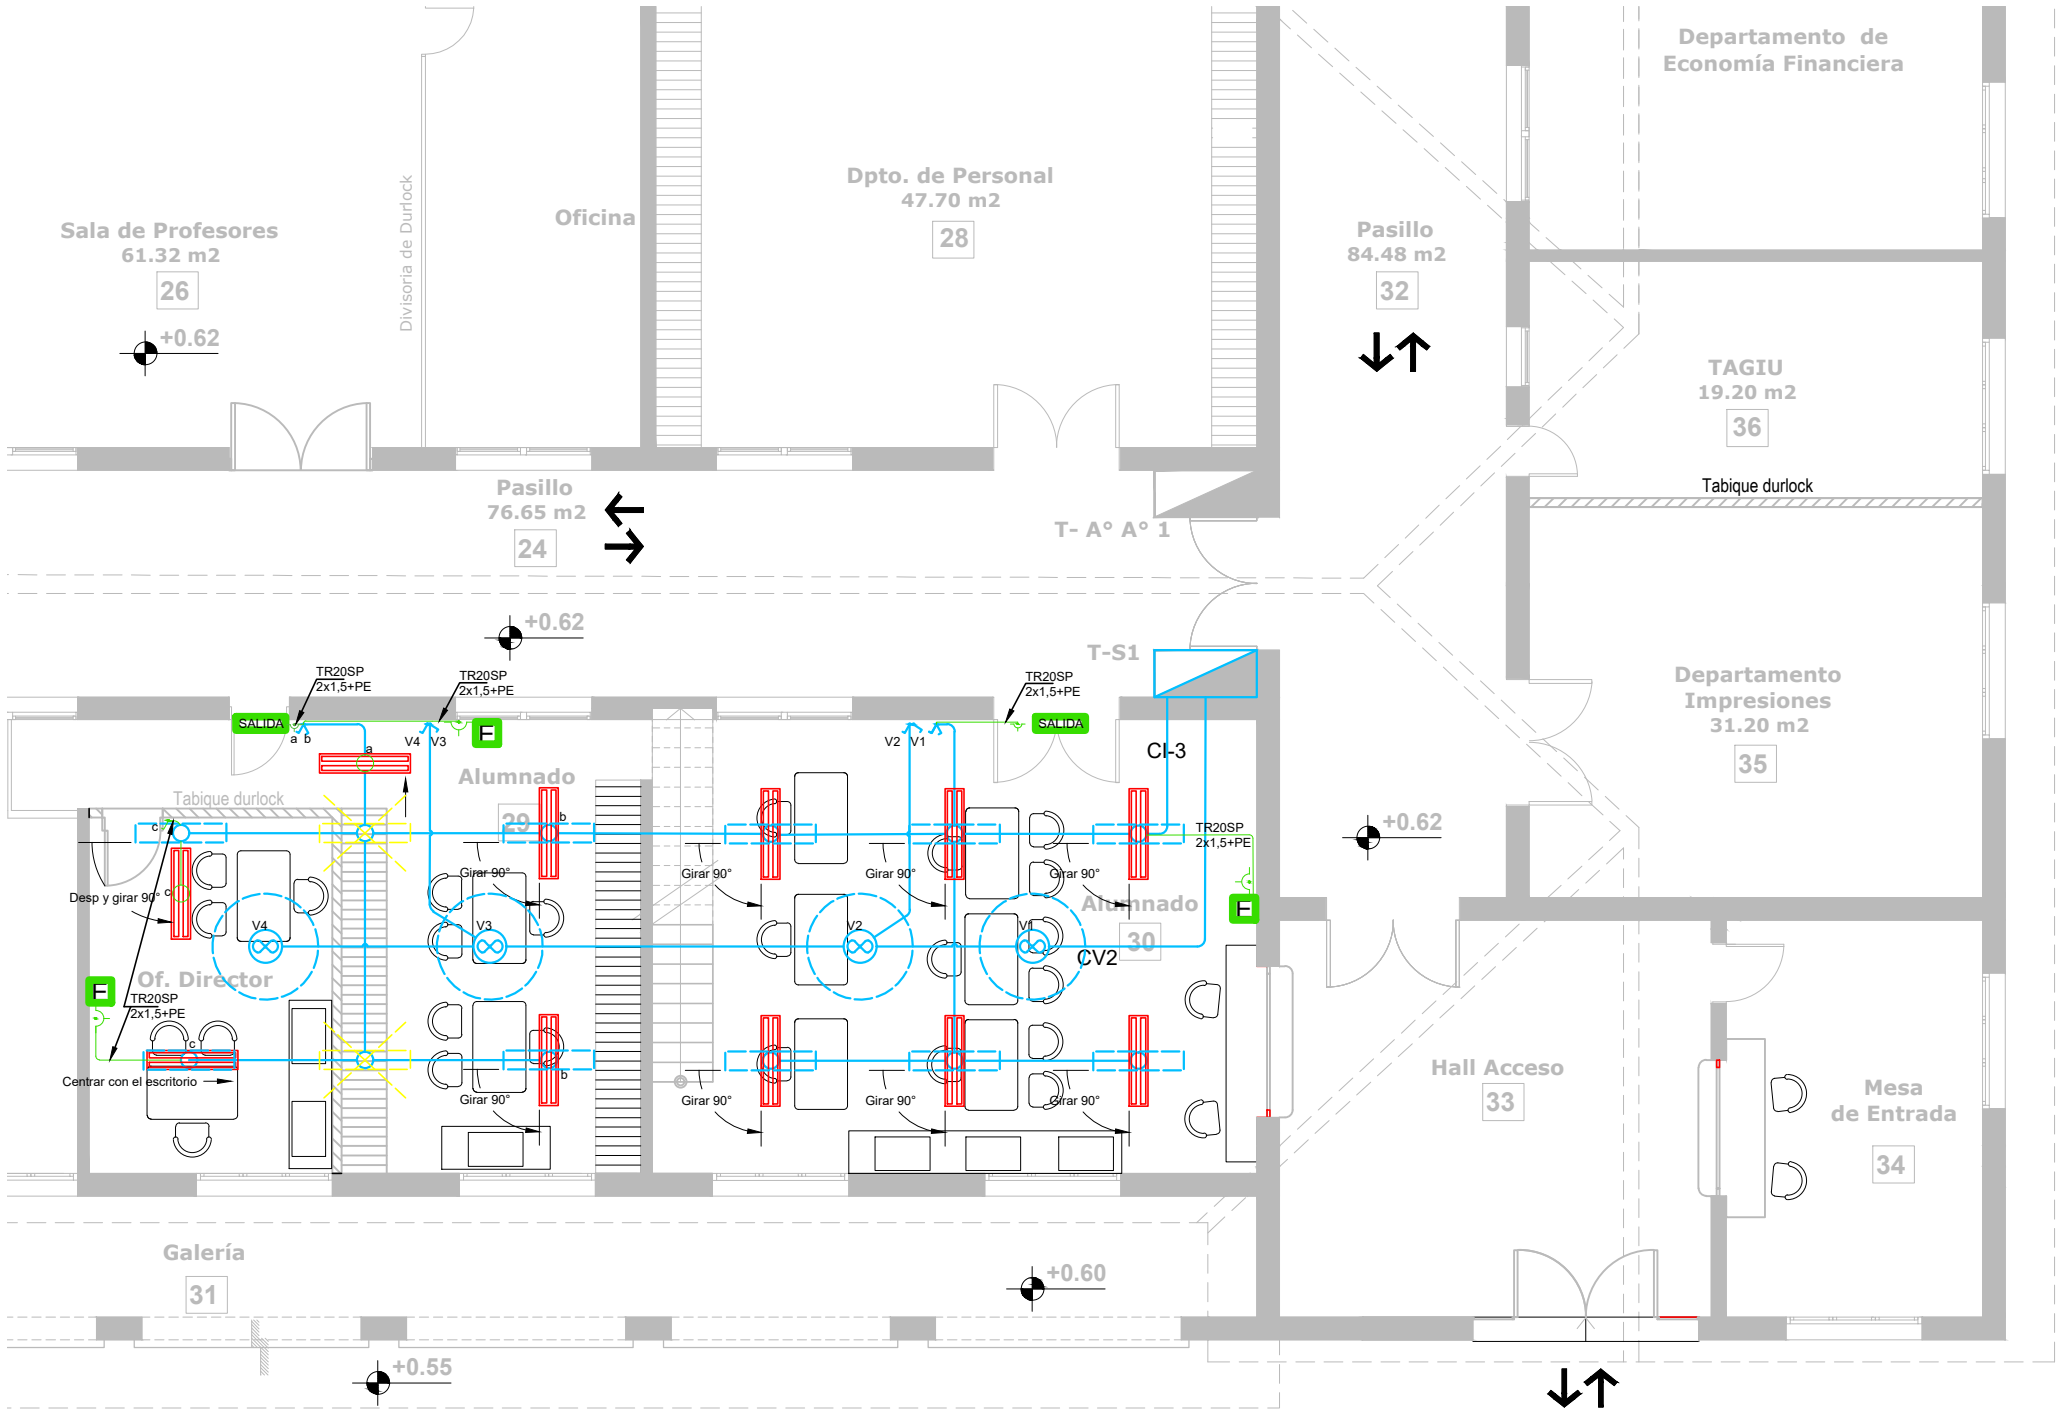 Departamento de
Economía Financiera
Dpto. de Personal
47.70 m2
28
Divisoria de Durlock
Oficina
Sala de Profesores
61.32 m2
26
+0.62
Pasillo
84.48 m2
32
TAGIU
19.20 m2
36
Tabique durlock
Pasillo
76.65 m2
24
T- A° A° 1
+0.62
T-S1
Departamento
Impresiones
31.20 m2
35
TR20SP
2x1,5+PE
TR20SP
2x1,5+PE
TR20SP
2x1,5+PE
SALIDA
a b
V4 V3
E
V2 V1
SALIDA
CI-3
a
Alumnado
29
Tabique durlock
c
b
TR20SP
2x1,5+PE
+0.62
Girar 90°
Girar 90°
Girar 90°
Girar 90°
Desp y girar 90°
c
Alumnado
30
E
V4
V3
V2
V1
CV2
Of. Director
E
TR20SP
2x1,5+PE
c
Centrar con el escritorio
b
Girar 90°
Girar 90°
Girar 90°
Girar 90°
Hall Acceso
33
Mesa
de Entrada
34
Galería
31
+0.60
+0.55